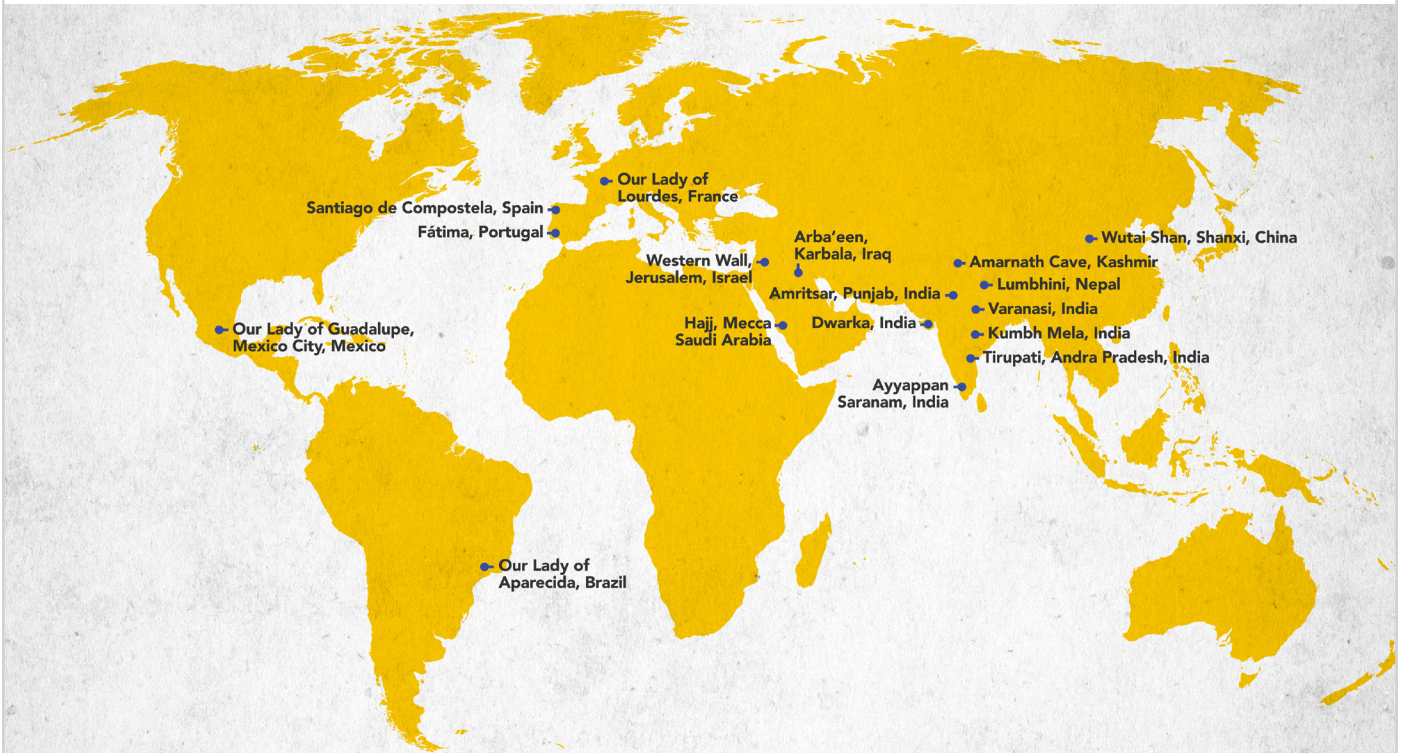 Our Lady of
Lourdes, France
Santiago de Compostela, Spain
Fátima, Portugal
Arba’een,
Karbala, Iraq
Western Wall,
Jerusalem, Israel
Wutai Shan, Shanxi, China
Amarnath Cave, Kashmir
Lumbhini, Nepal
Amritsar, Punjab, India
Varanasi, India
Hajj, Mecca
Saudi Arabia
Dwarka, India
Kumbh Mela, India
Our Lady of Guadalupe,
Mexico City, Mexico
Tirupati, Andra Pradesh, India
Ayyappan
Saranam, India
Our Lady of
Aparecida, Brazil